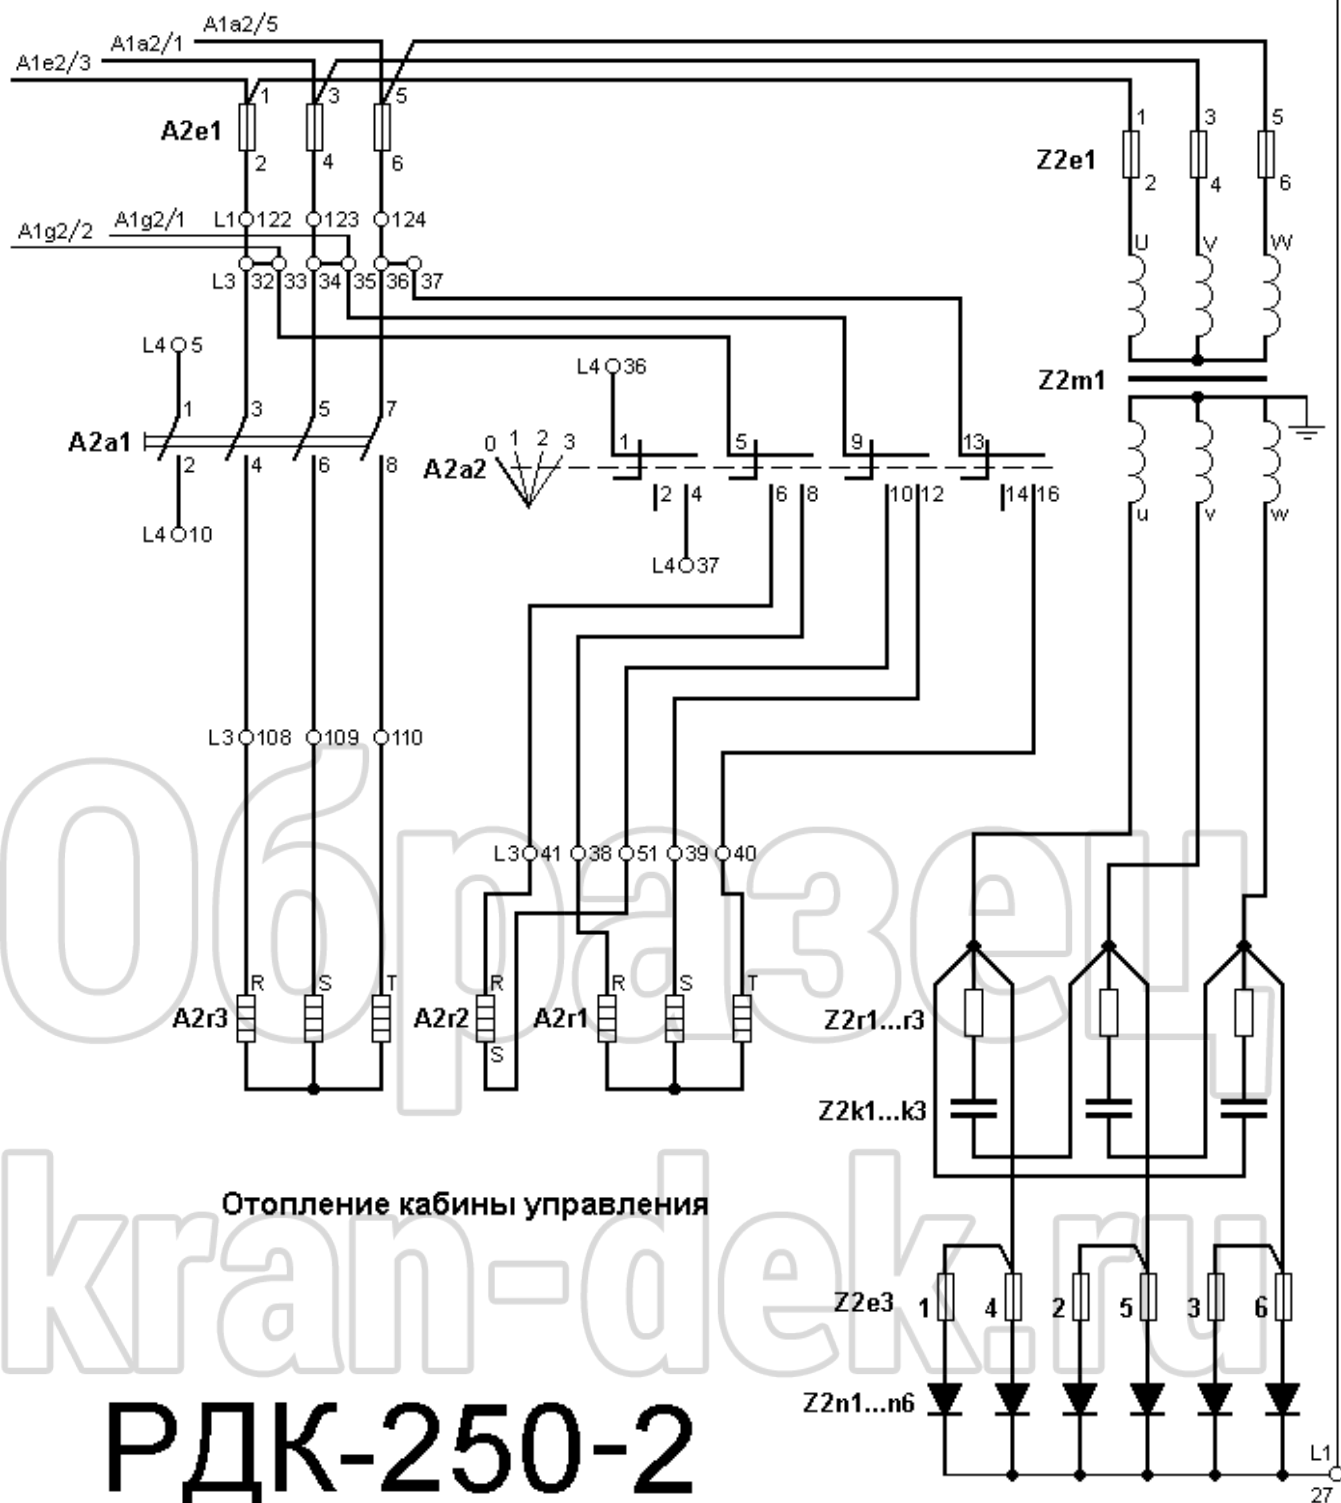 A1a2/5
A1a2/1
A1e2/3
1 3 5
A2e1
2 4 6
1 3 5
Z2e1
2 4 6
A1g2/1
A1g2/2
L1 122 123 124
L3 32 33 34 35 36 37
U V W
L4 5
L4 36
Z2m1
1 3 5 7
A2a1
2 4 6 8
0 1 2 3
A2a2
1 5 9 13
2 4 6 8 10 12 14 16
u v w
L4 10
L4 37
L3 108 109 110
L3 41 38 51 39 40
Образец
R S T
A2r3
R
A2r2
S
R S T
A2r1
Z2r1...r3
Z2k1...k3
Отопление кабины управления
kran-dek.ru
Z2e3 1 4 2 5 3 6
Z2n1...n6
РДК-250-2
L1
27